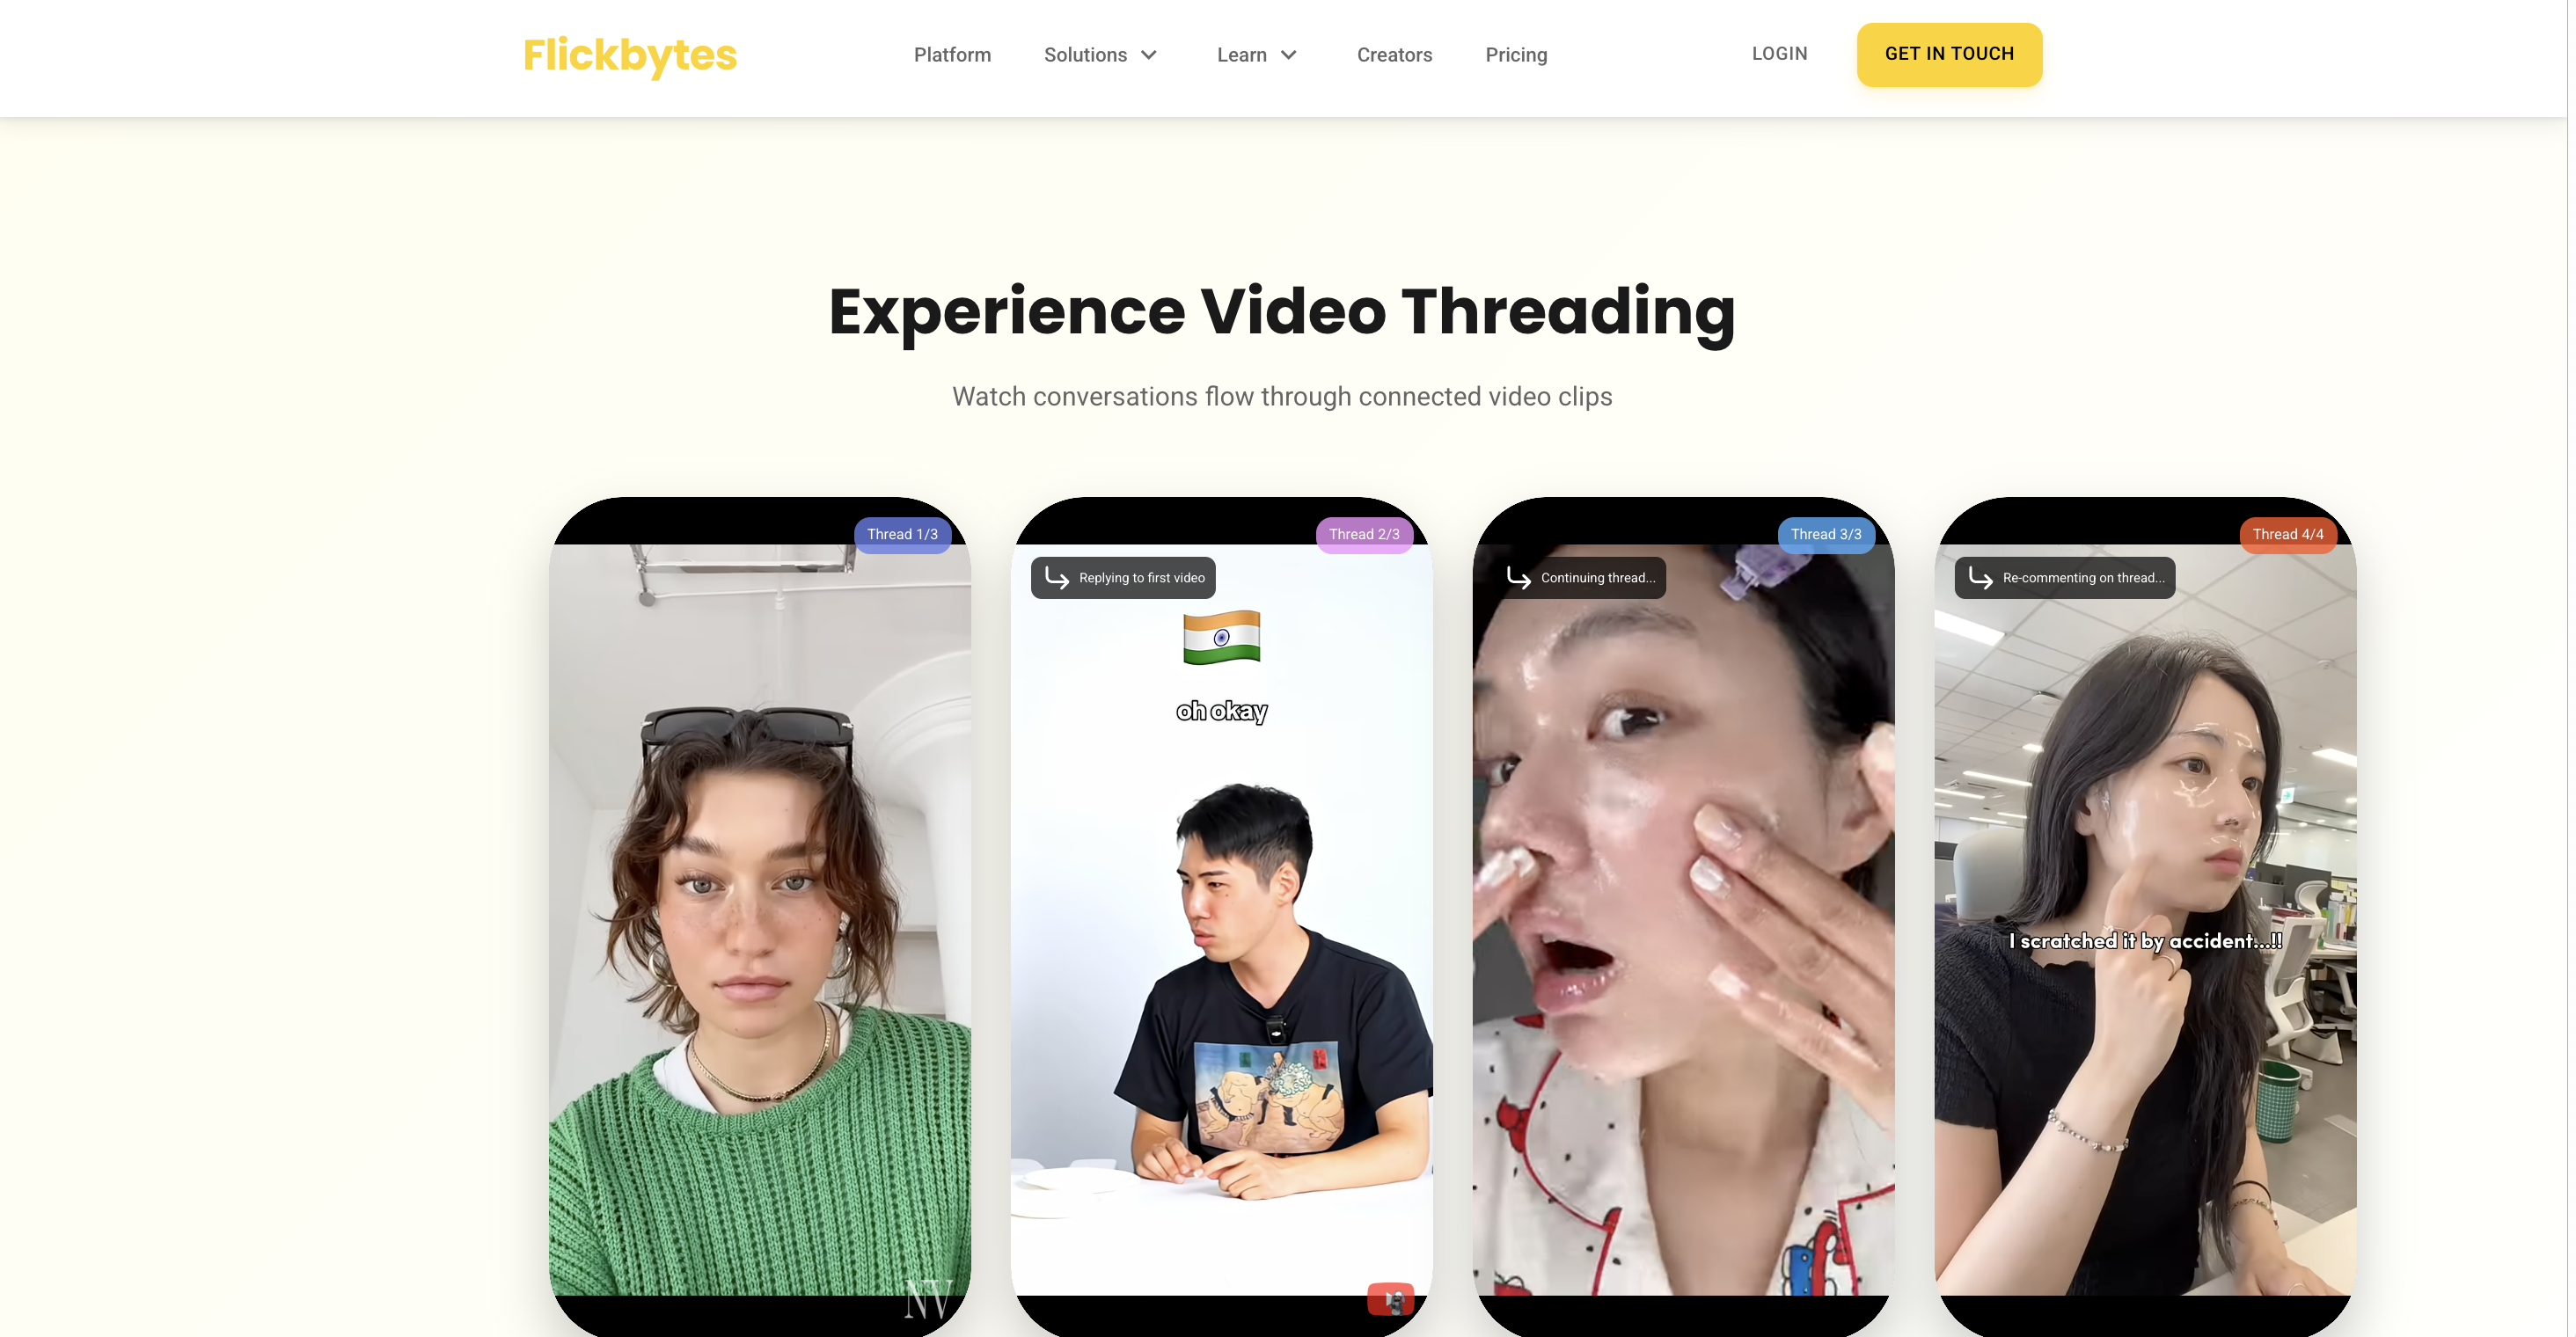 Flickbytes
Platform
Solutions
Learn
Creators
Pricing
LOGIN
GET IN TOUCH
Experience Video Threading
Watch conversations flow through connected video clips
Thread 1/3
NV
Thread 2/3
Replying to first video
oh okay
Thread 3/3
Continuing thread...
Thread 4/4
Re-commenting on thread...
I scratched it by accident...!!